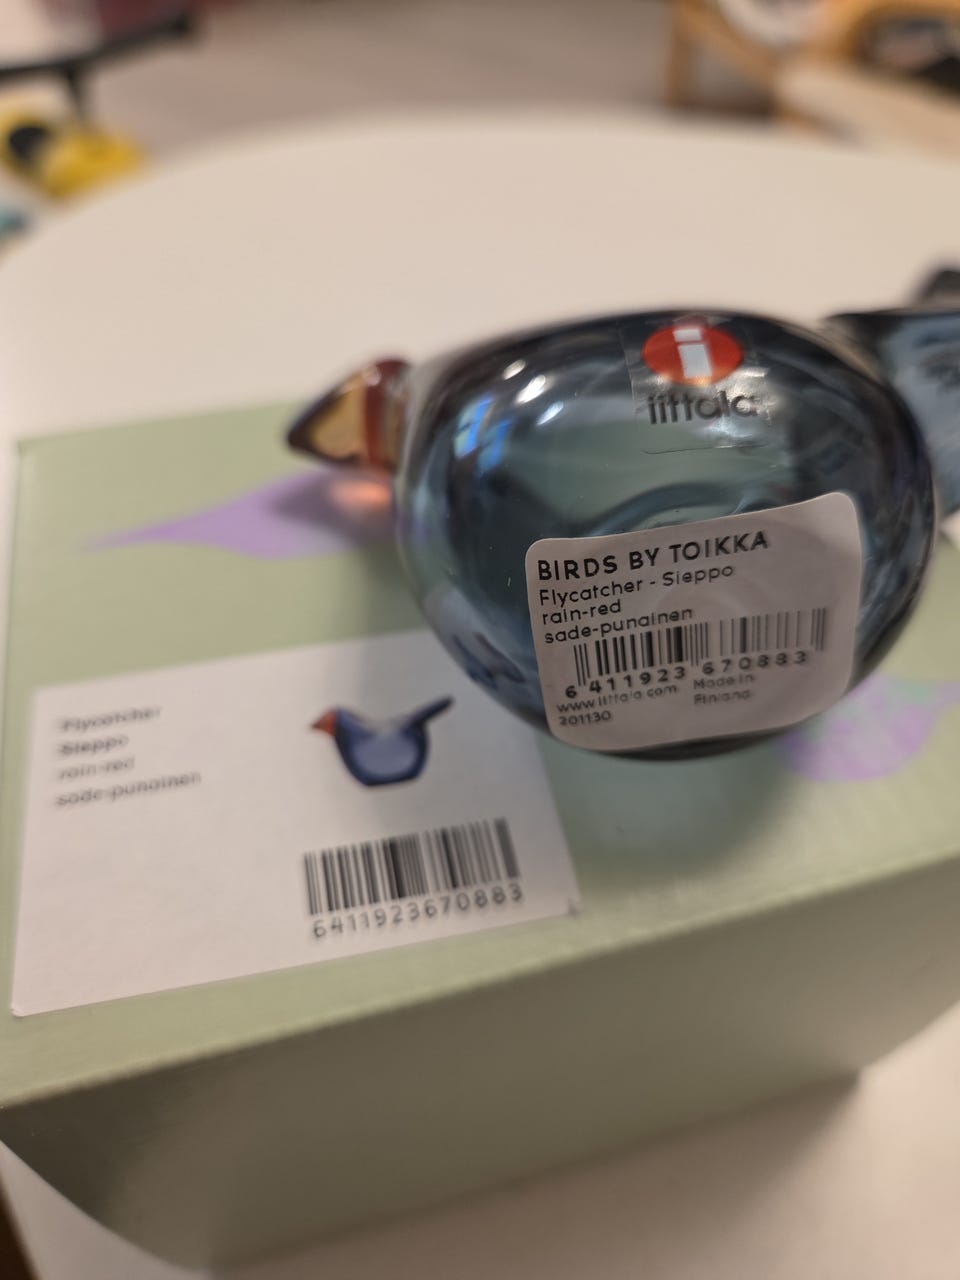 i
iittala
BIRDS BY TOIKKA
Flycatcher - Sieppo
rain-red
sade-punainen
6 411923 670883
www.iittala.com
Made in
Finland
201130
Flycatcher
Sieppo
rain-red
sade-punainen
6411923670883